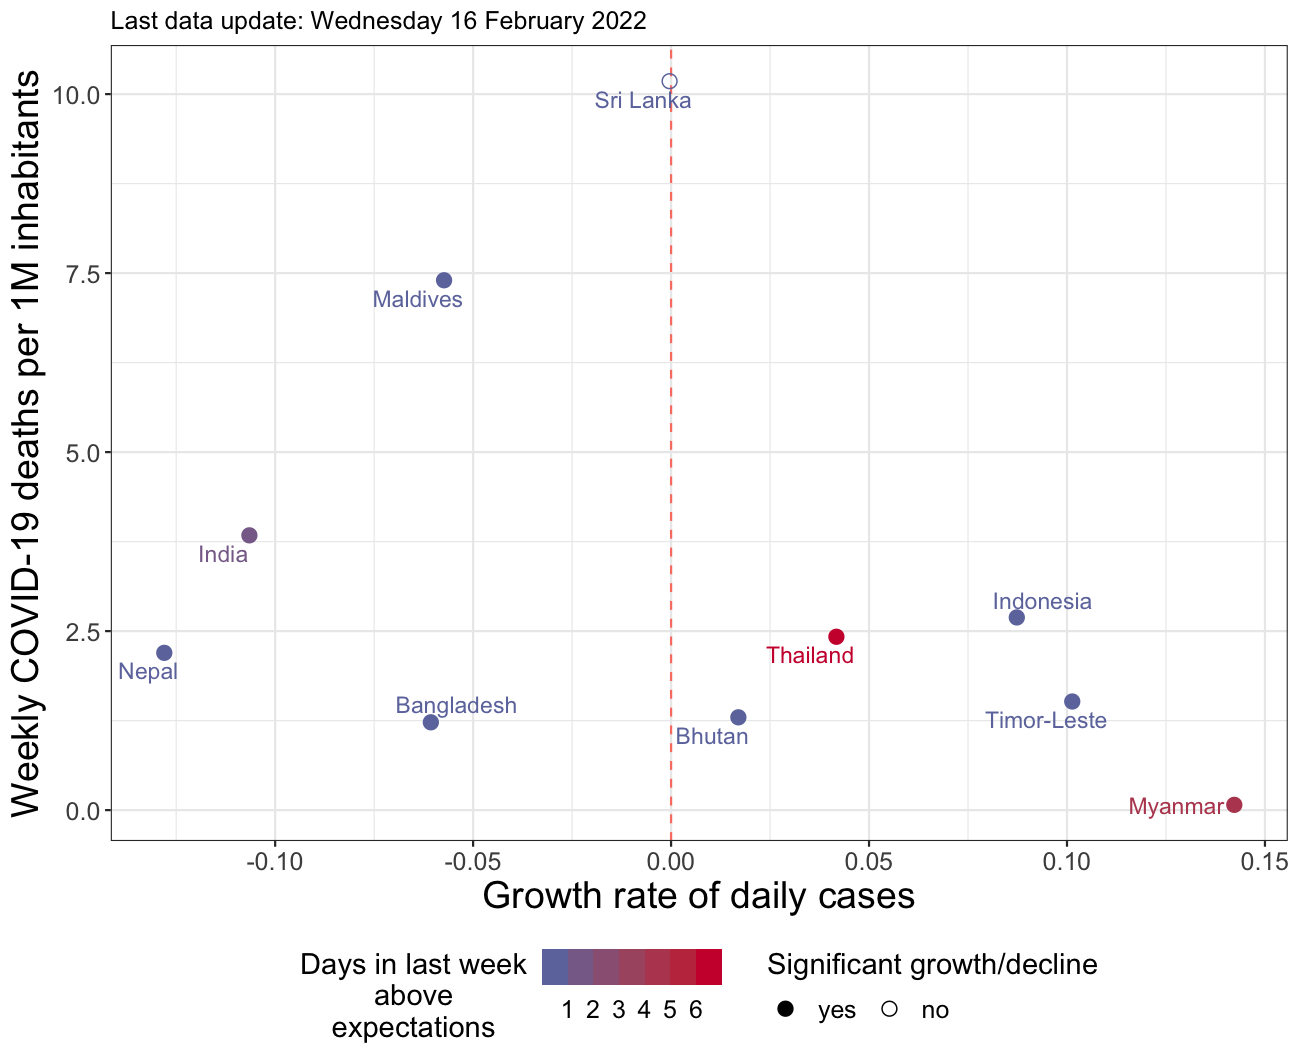 Last data update: Wednesday 16 February 2022
Weekly COVID-19 deaths per 1M inhabitants
10.0
7.5
5.0
2.5
0.0
Sri Lanka
Maldives
India
Indonesia
Thailand
Nepal
Bangladesh
Timor-Leste
Bhutan
Myanmar
-0.10 -0.05 0.00 0.05 0.10 0.15
Growth rate of daily cases
Days in last week
above
expectations
1 2 3 4 5 6
Significant growth/decline
yes no